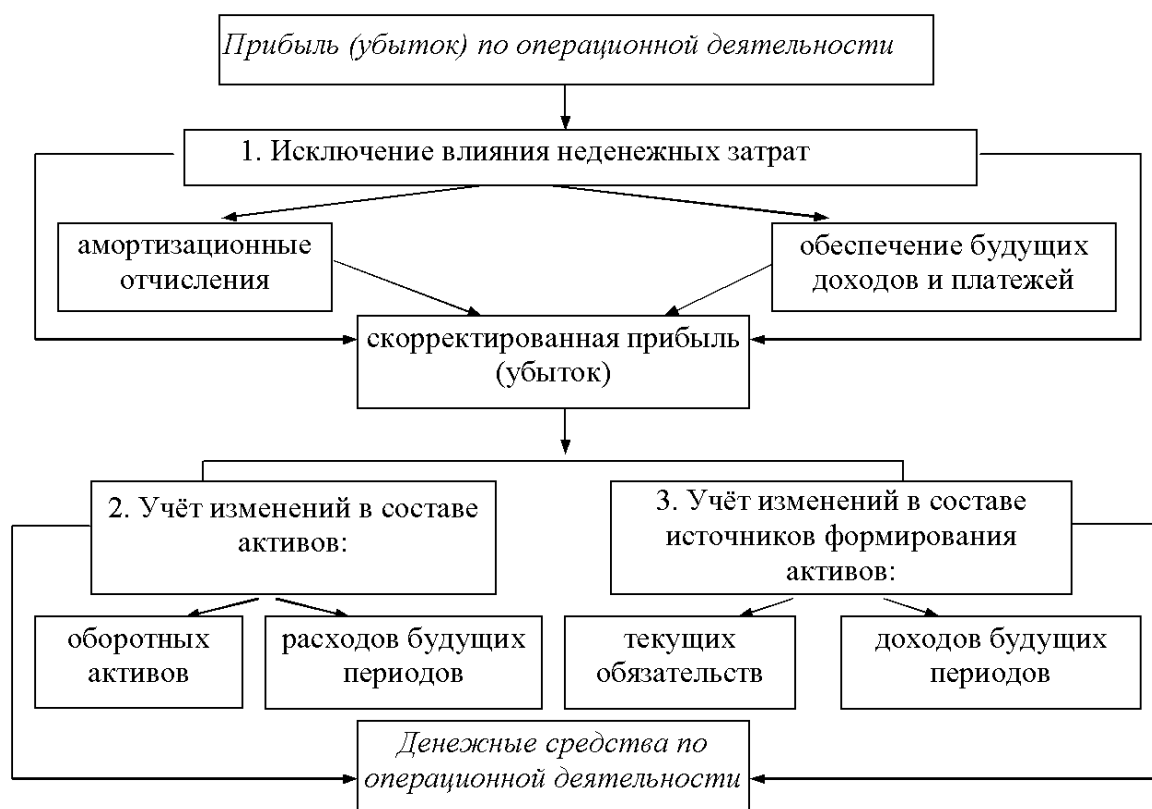 Прибыль (убыток) по операционной деятельности
1. Исключение влияния неденежных затрат
амортизационные
отчисления
обеспечение будущих
доходов и платежей
скорректированная прибыль
(убыток)
2. Учёт изменений в составе
активов:
3. Учёт изменений в составе
источников формирования
активов:
оборотных
активов
расходов будущих
периодов
текущих
обязательств
доходов будущих
периодов
Денежные средства по
операционной деятельности